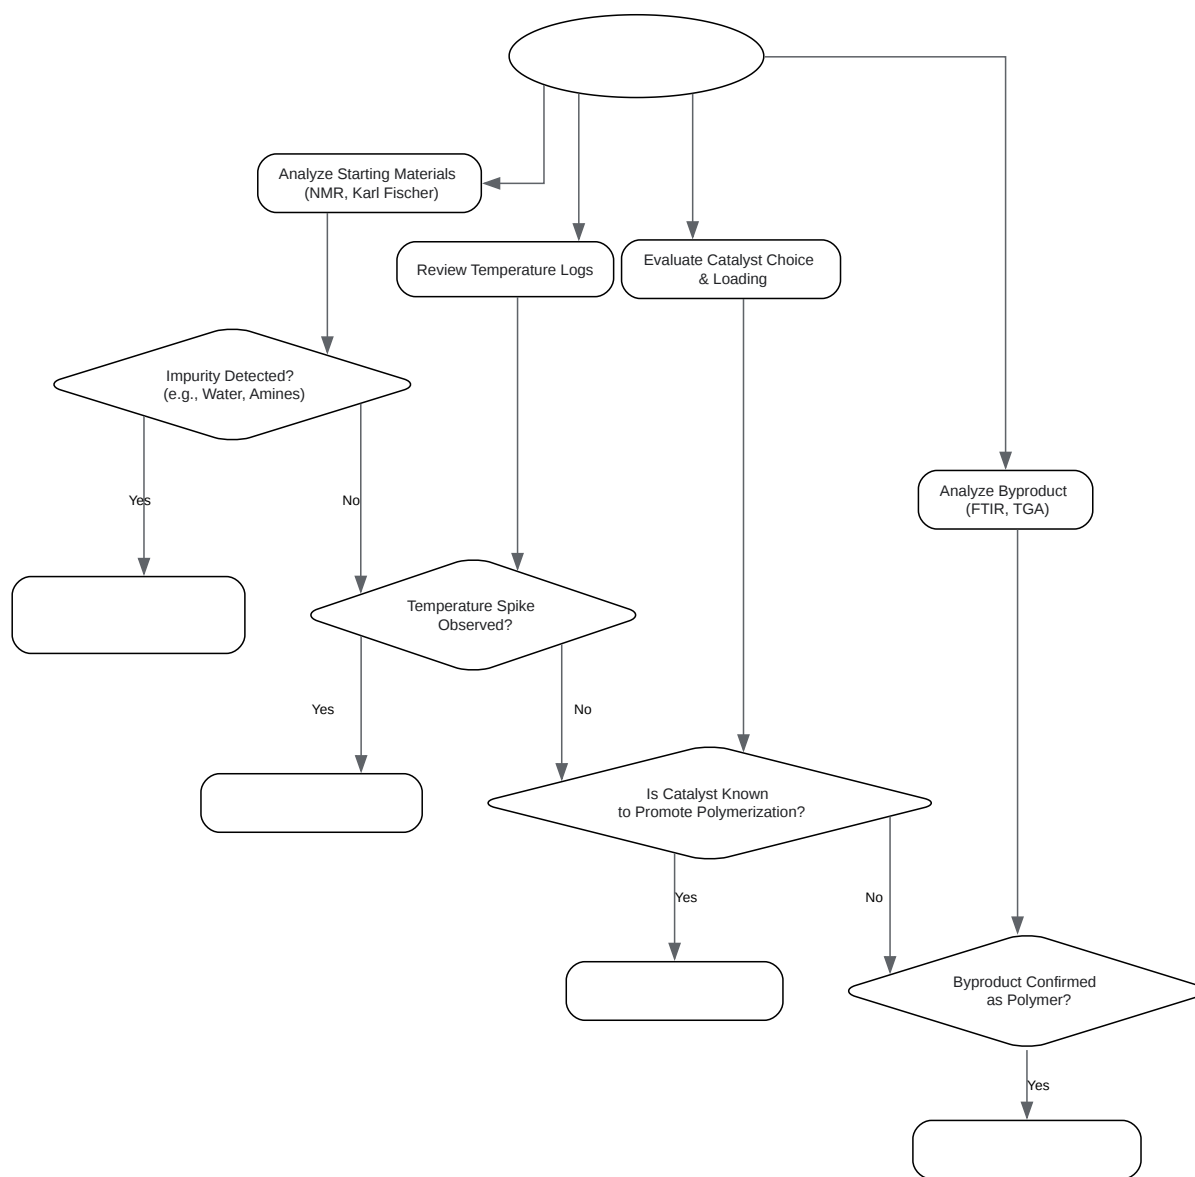 Analyze Starting Materials
(NMR, Karl Fischer)
Review Temperature Logs
Evaluate Catalyst Choice
& Loading
Impurity Detected?
(e.g., Water, Amines)
Yes
No
Analyze Byproduct
(FTIR, TGA)
Temperature Spike
Observed?
Yes
No
Is Catalyst Known
to Promote Polymerization?
Yes
No
Byproduct Confirmed
as Polymer?
Yes